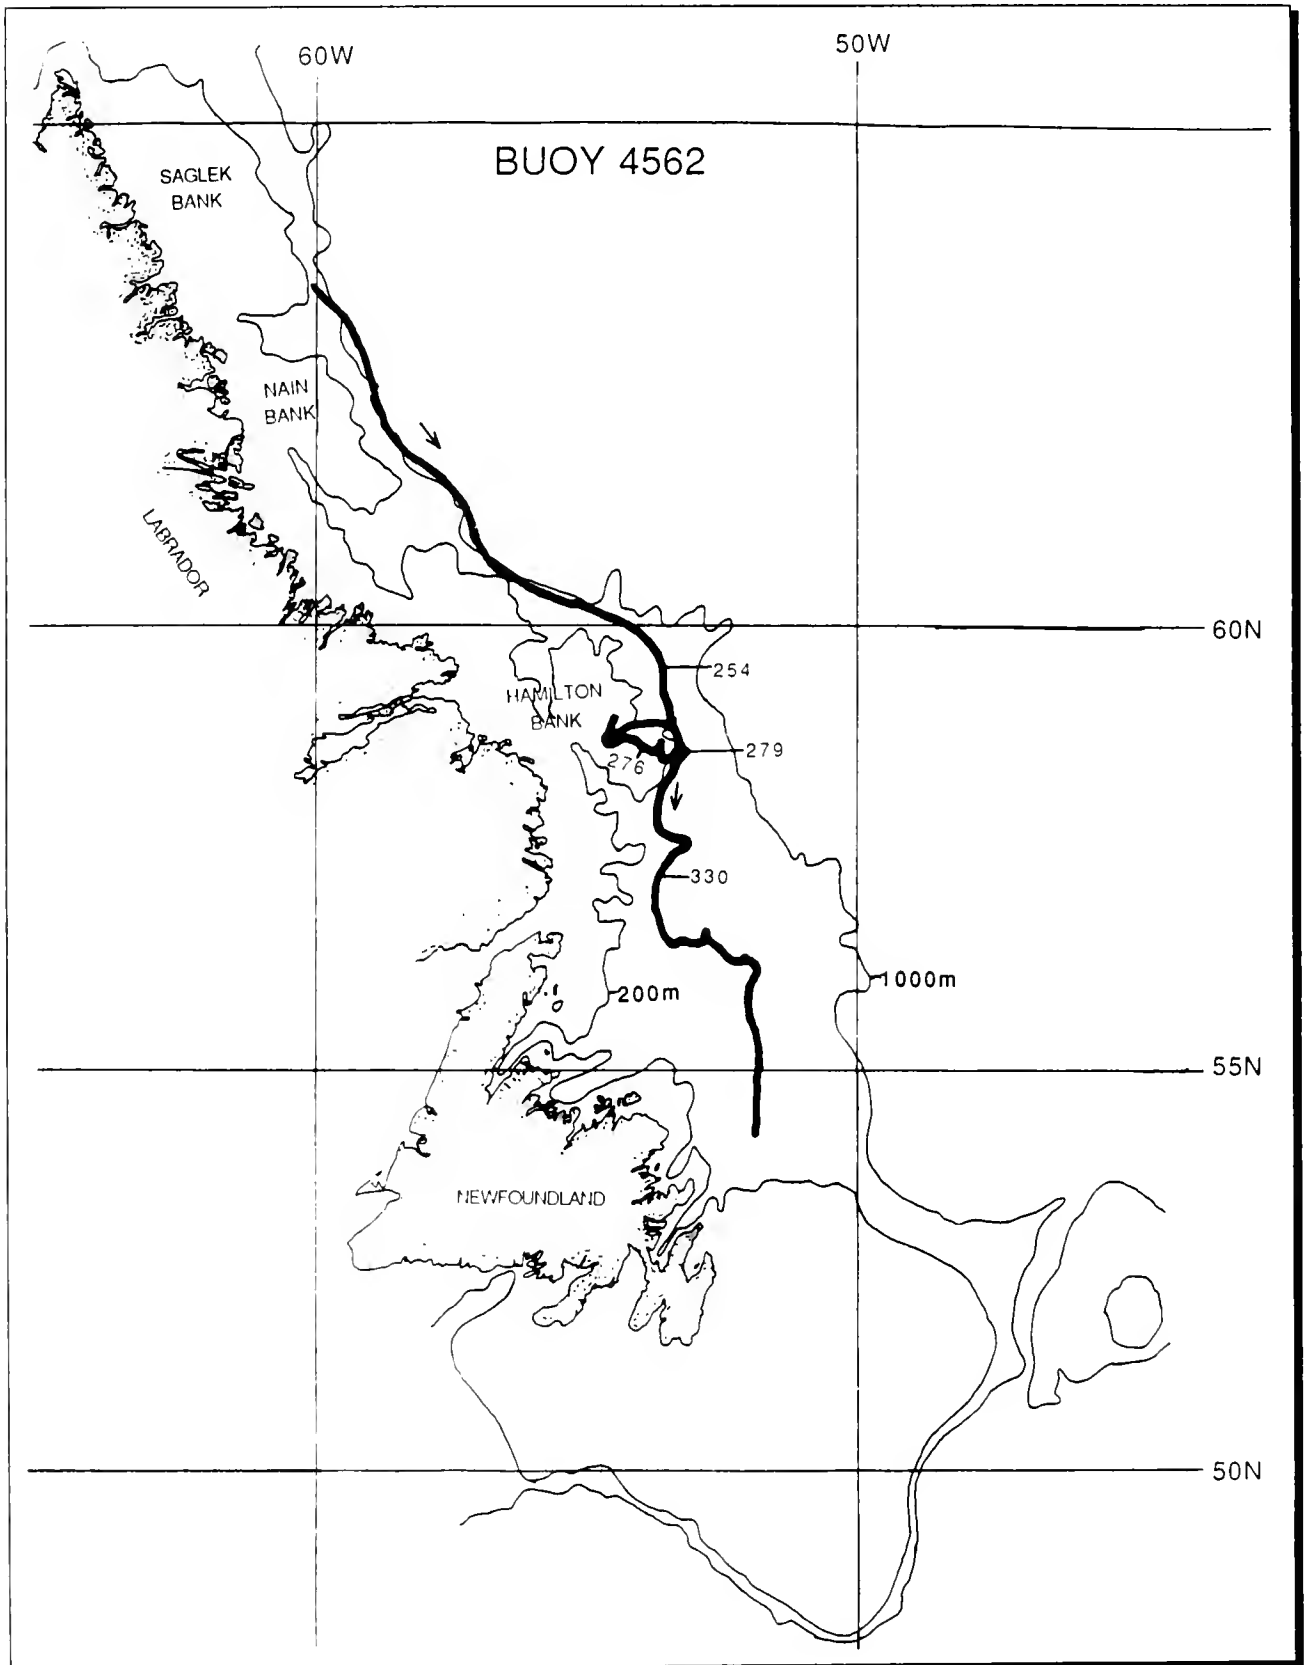 60W
50W
BUOY 4562
SAGLEK
BANK
NAIN
BANK
LABRADOR
60N
254
HAMILTON
BANK
279
276
330
1000m
200m
55N
NEWFOUNDLAND
50N